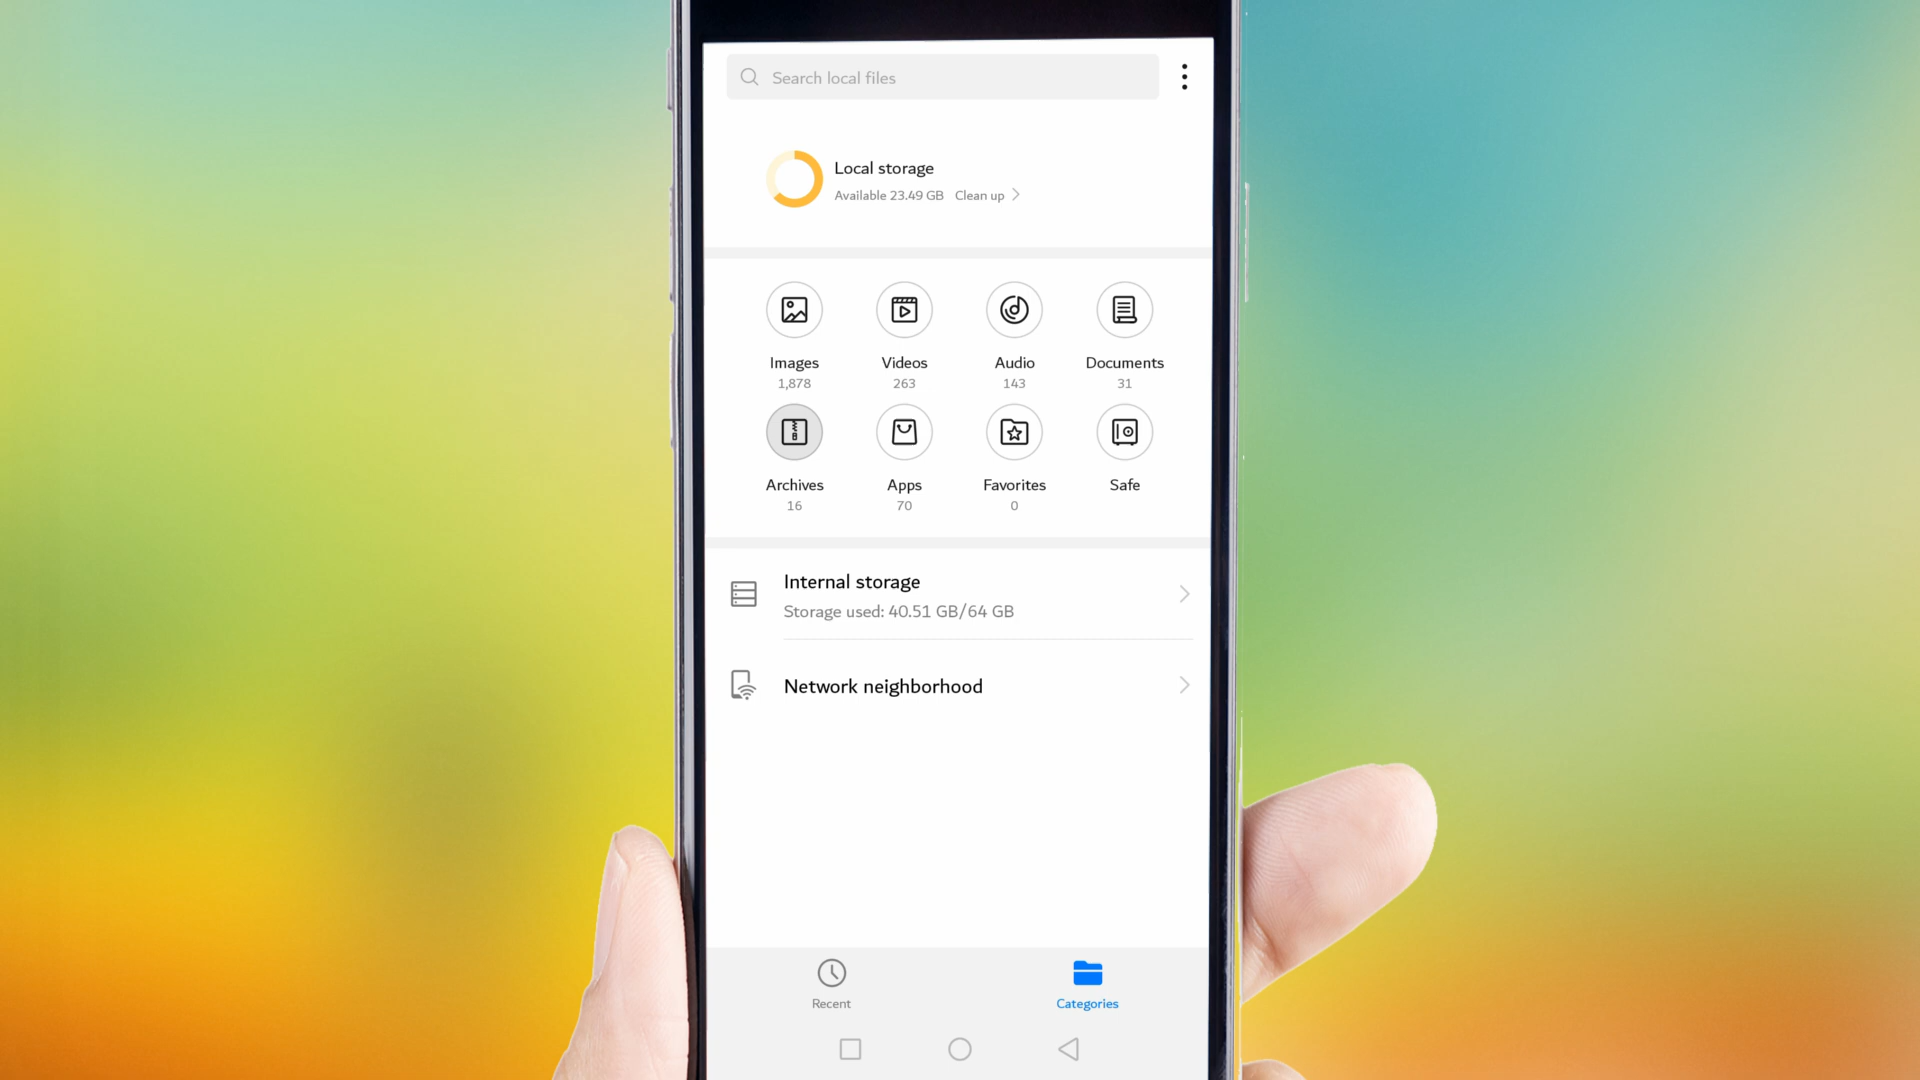 Search local files
Local storage
Available 23.49 GB Clean up
Images Videos Audio Documents
1,878 263 143 31
Archives Apps Favorites Safe
16 70 0
Internal storage
Storage used: 40.51 GB/64 GB
Network neighborhood
Recent Categories